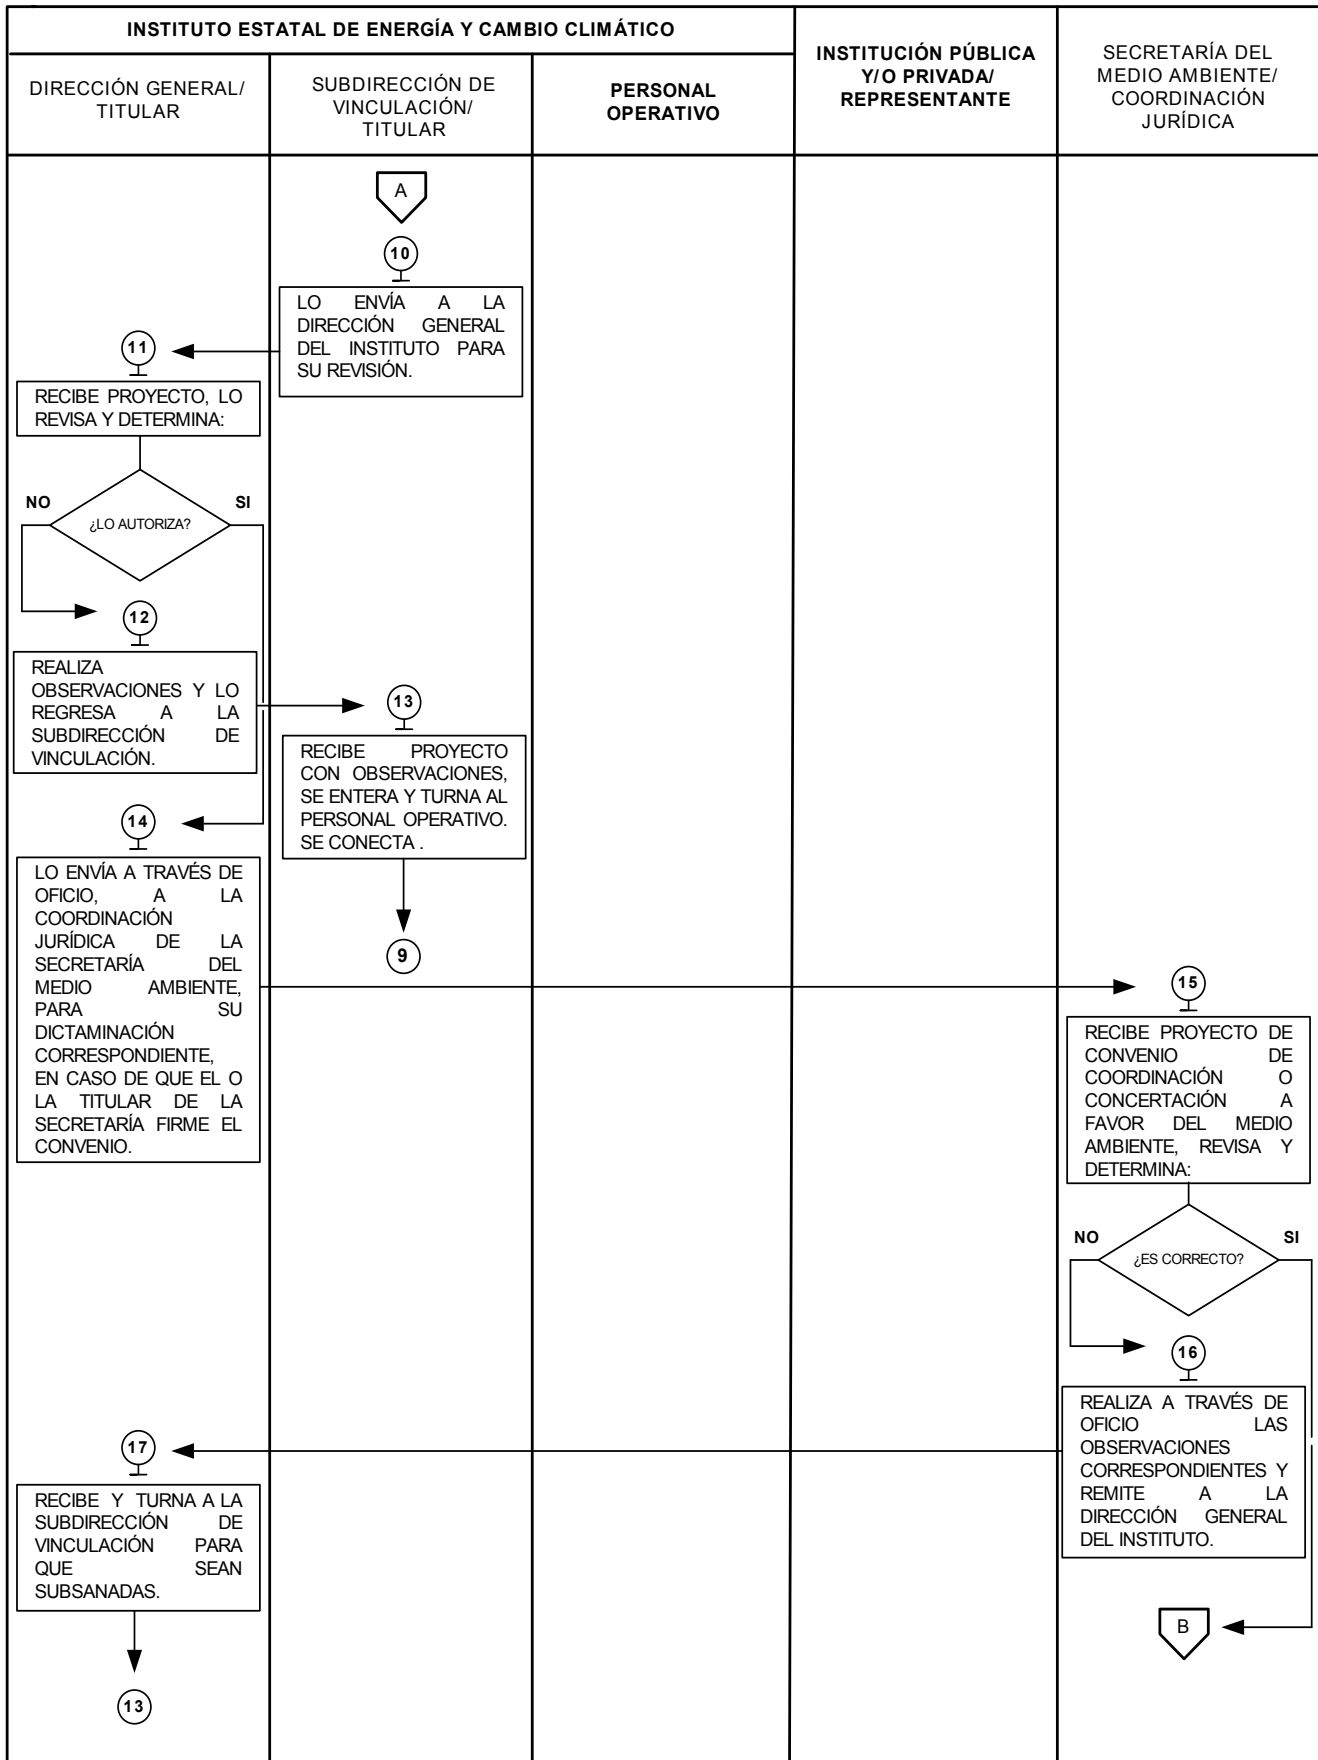 INSTITUTO ESTATAL DE ENERGÍA Y CAMBIO CLIMÁTICO
DIRECCIÓN GENERAL/
TITULAR
SUBDIRECCIÓN DE
VINCULACIÓN/
TITULAR
PERSONAL
OPERATIVO
INSTITUCIÓN PÚBLICA
Y/O PRIVADA/
REPRESENTANTE
SECRETARÍA DEL
MEDIO AMBIENTE/
COORDINACIÓN
JURÍDICA
A
10
LO ENVÍA A LA
DIRECCIÓN GENERAL
DEL INSTITUTO PARA
SU REVISIÓN.
11
RECIBE PROYECTO, LO
REVISA Y DETERMINA:
NO
SI
¿LO AUTORIZA?
12
REALIZA
OBSERVACIONES Y LO
REGRESA A LA
SUBDIRECCIÓN DE
VINCULACIÓN.
13
RECIBE PROYECTO
CON OBSERVACIONES,
SE ENTERA Y TURNA AL
PERSONAL OPERATIVO.
SE CONECTA .
9
14
LO ENVÍA A TRAVÉS DE
OFICIO, A LA
COORDINACIÓN
JURÍDICA DE LA
SECRETARÍA DEL
MEDIO AMBIENTE,
PARA SU
DICTAMINACIÓN
CORRESPONDIENTE,
EN CASO DE QUE EL O
LA TITULAR DE LA
SECRETARÍA FIRME EL
CONVENIO.
15
RECIBE PROYECTO DE
CONVENIO DE
COORDINACIÓN O
CONCERTACIÓN A
FAVOR DEL MEDIO
AMBIENTE, REVISA Y
DETERMINA:
NO
SI
¿ES CORRECTO?
16
REALIZA A TRAVÉS DE
OFICIO LAS
OBSERVACIONES
CORRESPONDIENTES Y
REMITE A LA
DIRECCIÓN GENERAL
DEL INSTITUTO.
17
RECIBE Y TURNA A LA
SUBDIRECCIÓN DE
VINCULACIÓN PARA
QUE SEAN
SUBSANADAS.
13
B